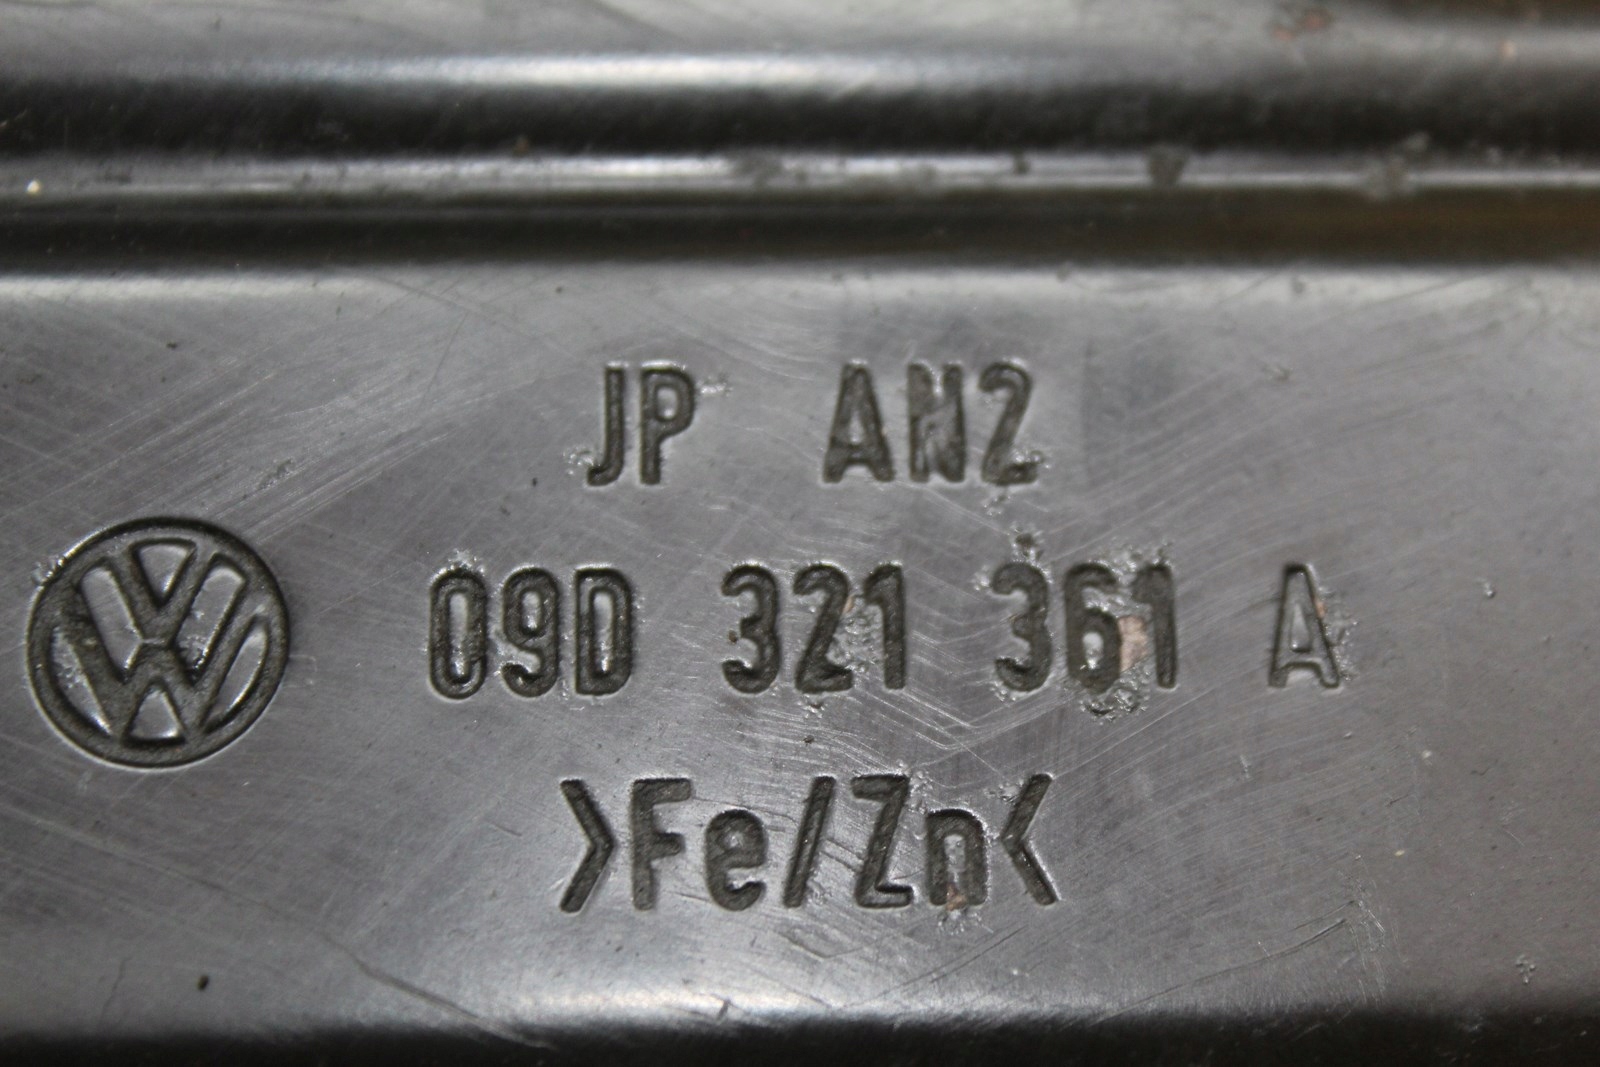 JP AN2
09D 321 361 A
>Fe/Zn<